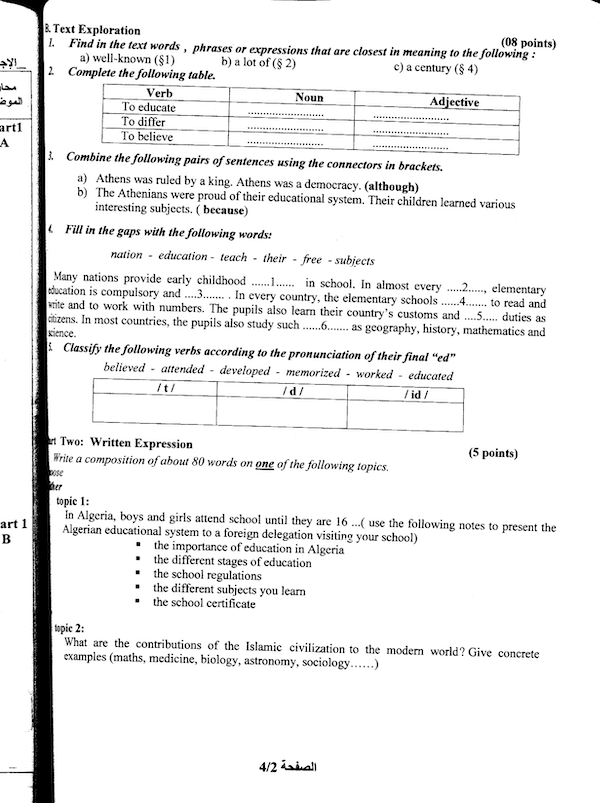 B. Text Exploration
(08 points)
1. Find in the text words , phrases or expressions that are closest in meaning to the following :
a) well-known (§1) b) a lot of (§ 2) c) a century (§ 4)
2. Complete the following table.
Verb Noun Adjective
To educate .......................... ..........................
To differ .......................... ..........................
To believe .......................... ..........................
3. Combine the following pairs of sentences using the connectors in brackets.
a) Athens was ruled by a king. Athens was a democracy. (although)
b) The Athenians were proud of their educational system. Their children learned various
interesting subjects. ( because)
4. Fill in the gaps with the following words:
nation - education - teach - their - free - subjects
Many nations provide early childhood ......1...... in school. In almost every .....2....., elementary
education is compulsory and ....3....... . In every country, the elementary schools ......4....... to read and
write and to work with numbers. The pupils also learn their country's customs and ....5..... duties as
citizens. In most countries, the pupils also study such ......6....... as geography, history, mathematics and
science.
5. Classify the following verbs according to the pronunciation of their final “ed”
believed - attended - developed - memorized - worked - educated
/ t / / d / / id /
Part Two: Written Expression
(5 points)
Write a composition of about 80 words on one of the following topics.
topic 1:
In Algeria, boys and girls attend school until they are 16 ...( use the following notes to present the
Algerian educational system to a foreign delegation visiting your school)
▪ the importance of education in Algeria
▪ the different stages of education
▪ the school regulations
▪ the different subjects you learn
▪ the school certificate
topic 2:
What are the contributions of the Islamic civilization to the modern world? Give concrete
examples (maths, medicine, biology, astronomy, sociology……)
الصفحة 4/2
art1
A
art 1
B